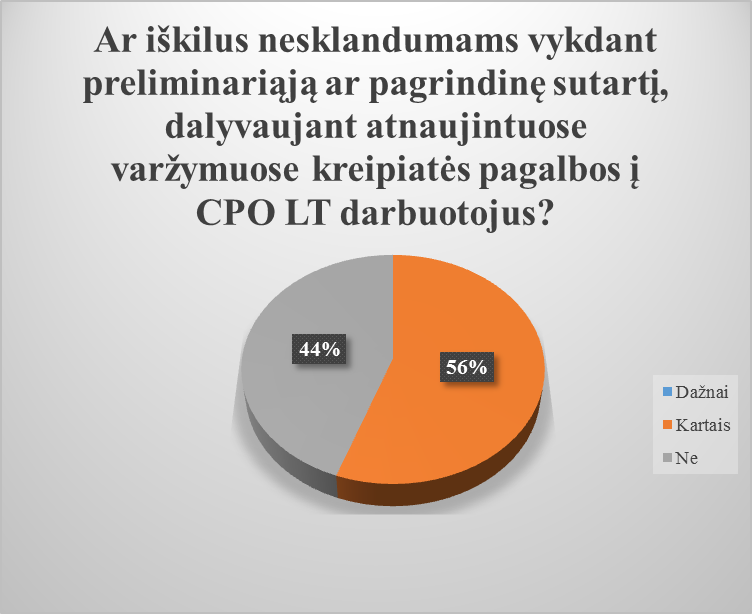 Ar iškilus nesklandumams vykdant
preliminariąją ar pagrindinę sutartį,
dalyvaujant atnaujintuose
varžymuose kreipiatės pagalbos į
CPO LT darbuotojus?
44%
56%
Dažnai
Kartais
Ne